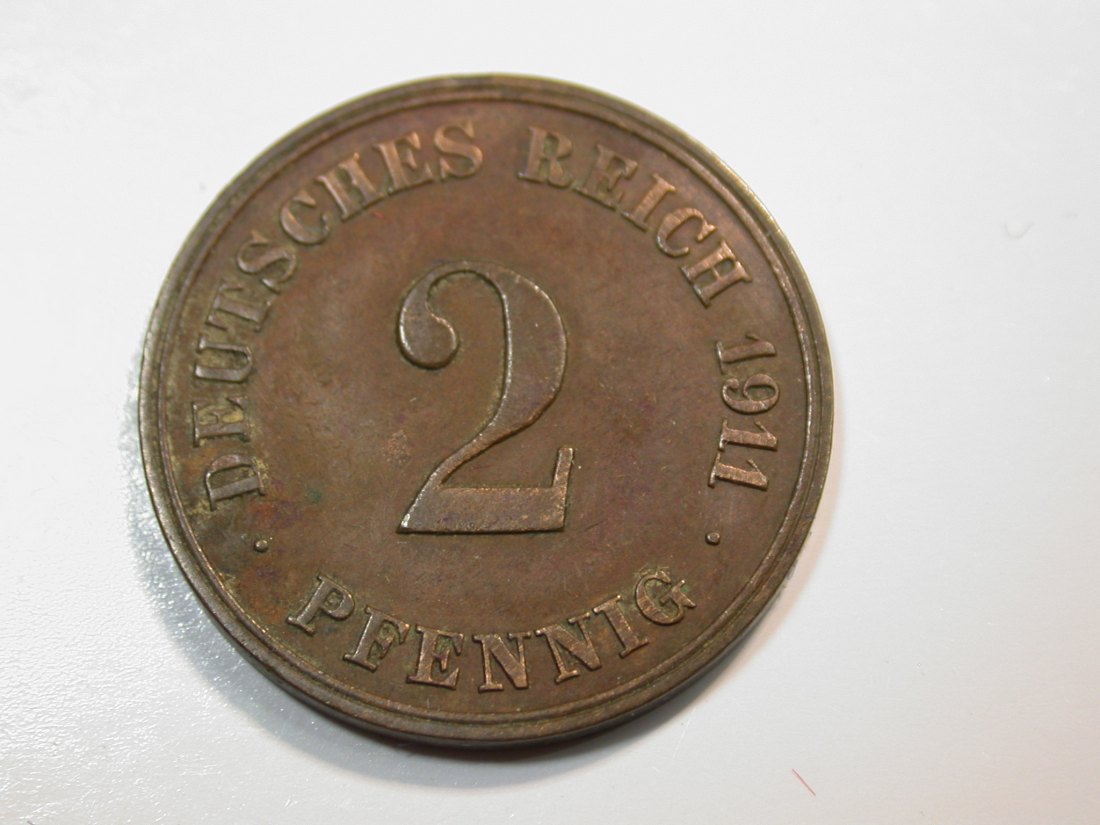 DEUTSCHES REICH 1911
2
PFENNIG